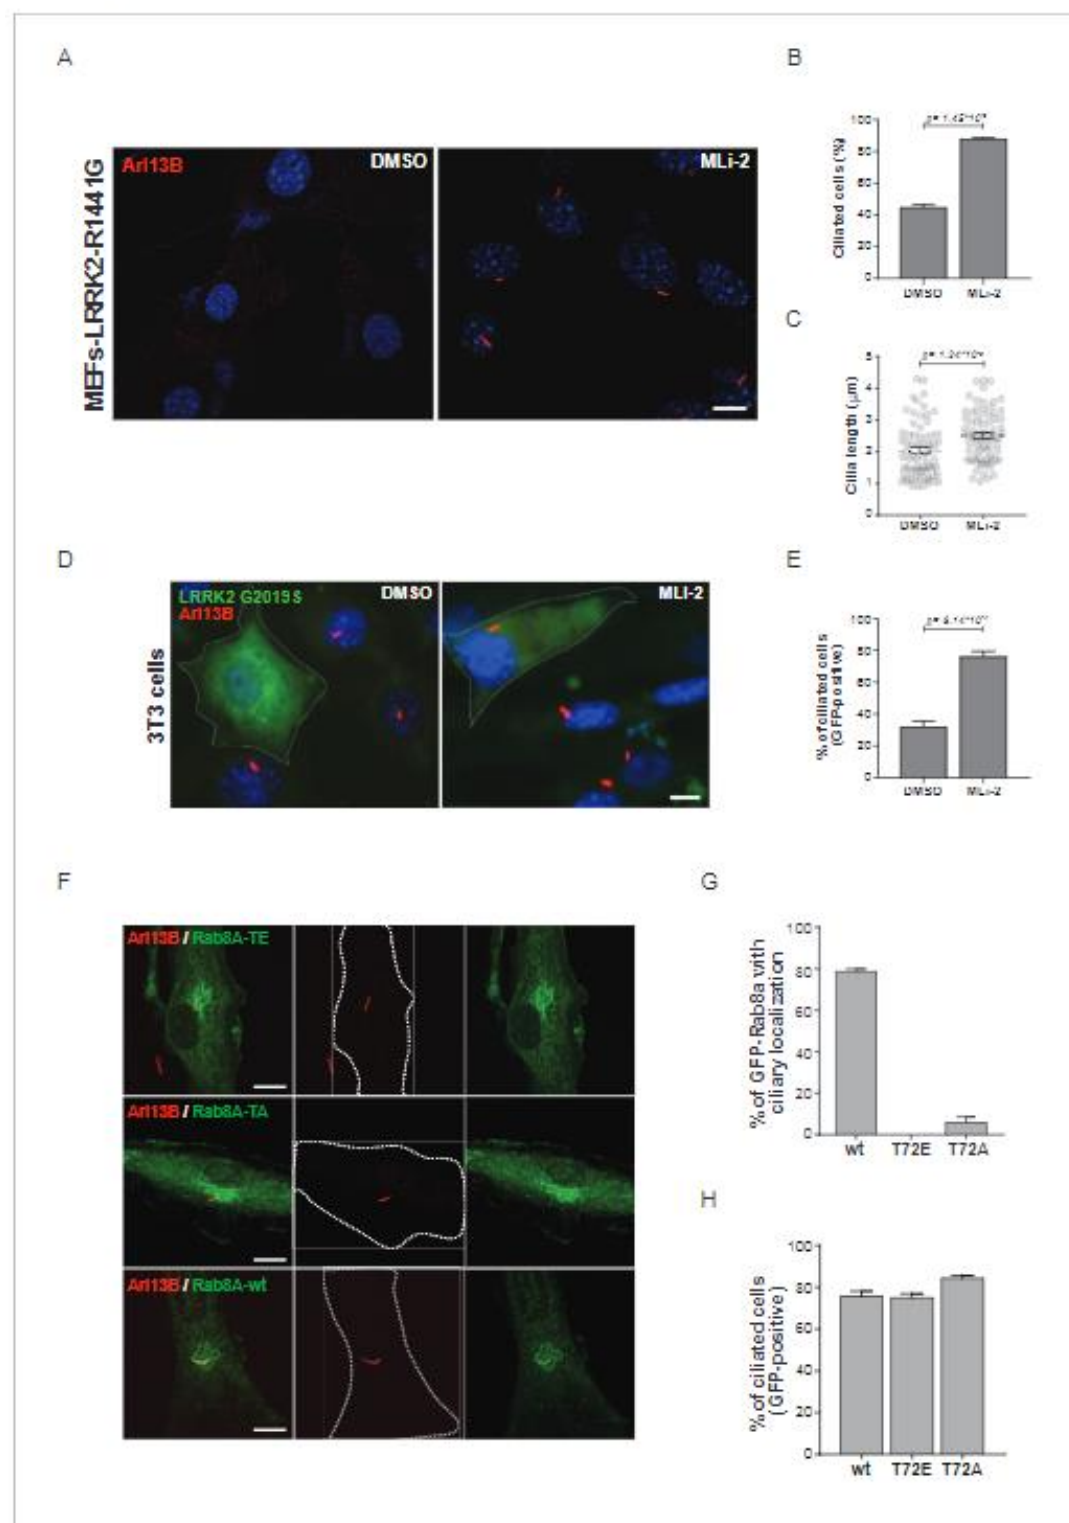 A
MEFs-LRRK2-R1441G
Arl13B
DMSO
MLi-2
B
Ciliated cells (%)
100
80
60
40
20
0
DMSO
MLi-2
C
Cilia length (μm)
5
4
3
2
1
0
DMSO
MLi-2
D
3T3 cells
LRRK2 G2019S
Arl13B
DMSO
MLi-2
E
% of ciliated cells
(GFP-positive)
100
80
60
40
20
0
DMSO
MLi-2
F
Arl13B / Rab8A-TE
Arl13B / Rab8A-TA
Arl13B / Rab8A-wt
G
% of GFP-Rab8a with
ciliary localization
100
80
60
40
20
0
wt T72E T72A
H
% of ciliated cells
(GFP-positive)
100
80
60
40
20
0
wt T72E T72A